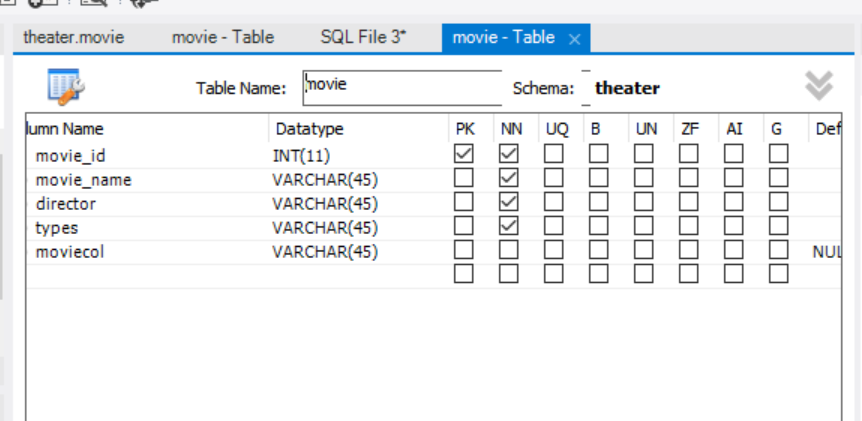 theater.movie movie - Table SQL File 3* movie - Table ×
Table Name: movie Schema: theater
lumn Name Datatype PK NN UQ B UN ZF AI G Def
movie_id INT(11)
movie_name VARCHAR(45)
director VARCHAR(45)
types VARCHAR(45)
moviecol VARCHAR(45) NUL